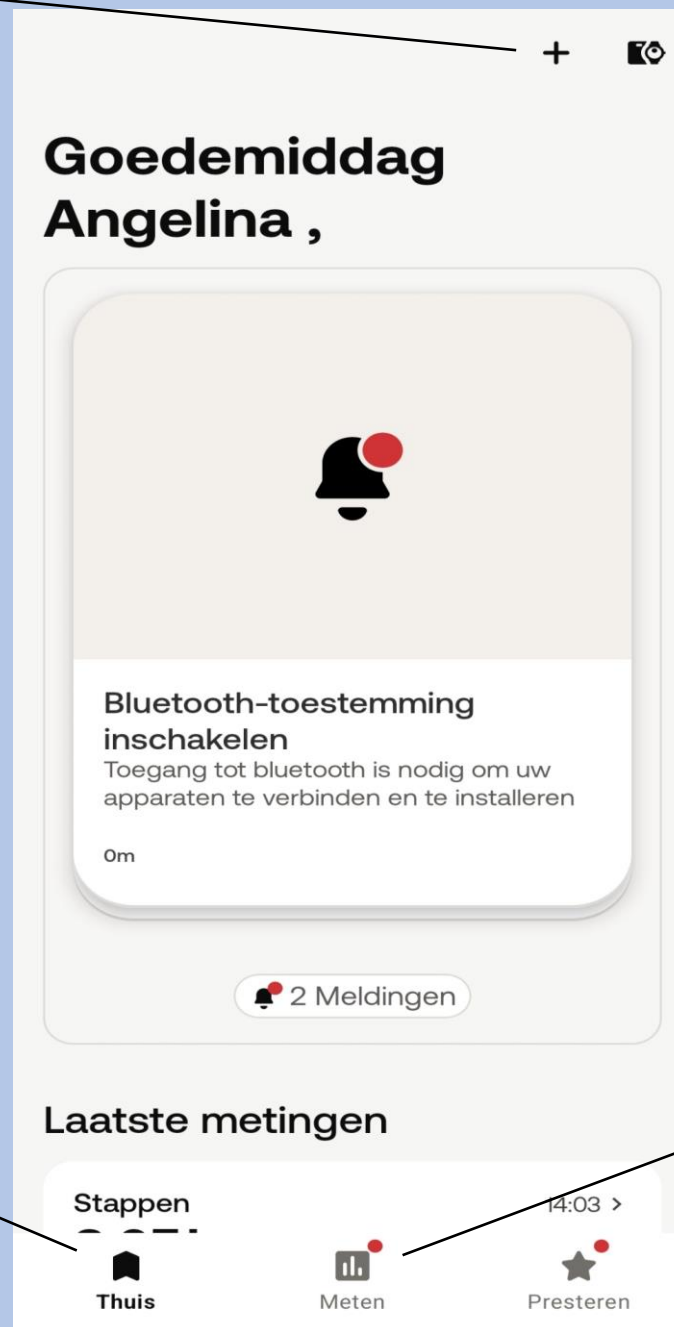 Goedemiddag
Angelina ,
Bluetooth-toestemming
inschakelen
Toegang tot bluetooth is nodig om uw
apparaten te verbinden en te installeren
0m
2 Meldingen
Laatste metingen
Stappen 14:03 >
Thuis Meten Presteren